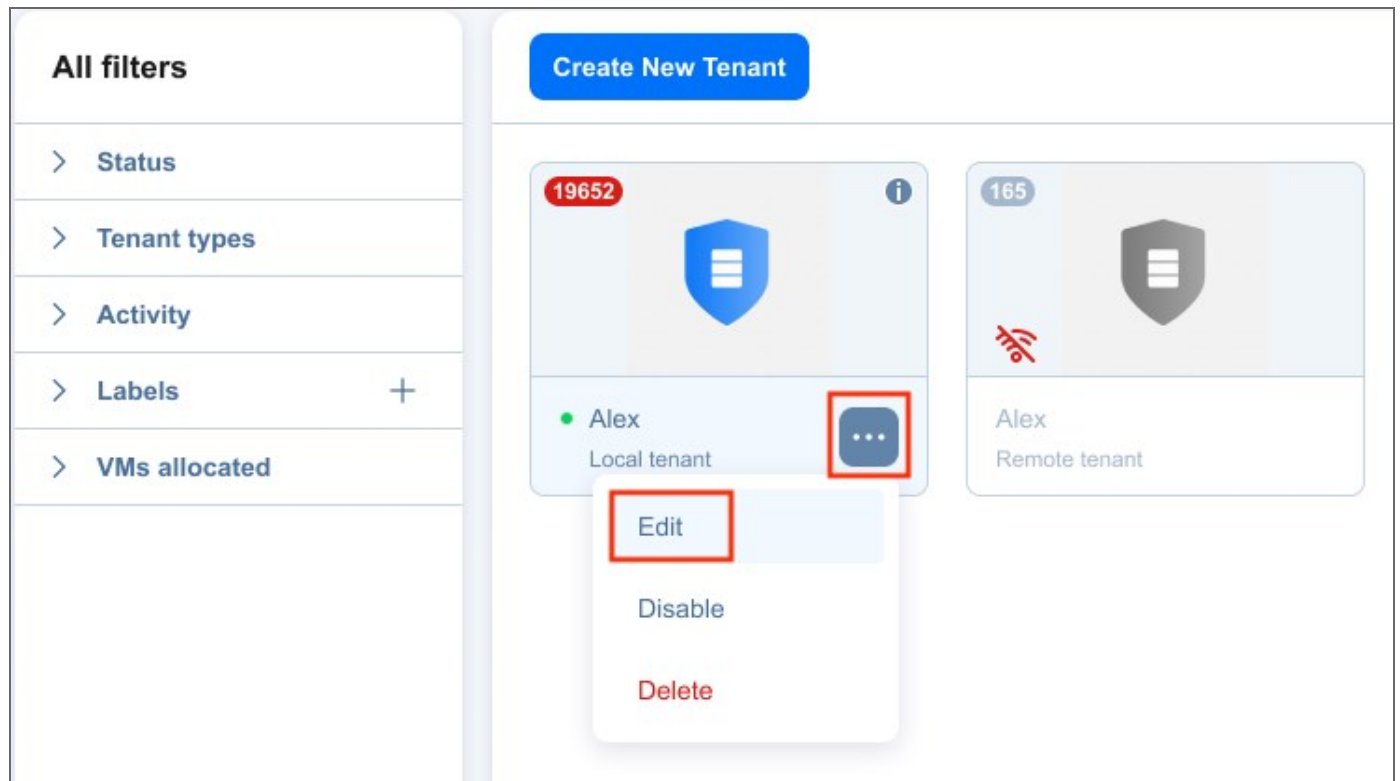 All filters
Status
Tenant types
Activity
Labels
VMs allocated
Create New Tenant
19652
i
Alex
Local tenant
...
165
Alex
Remote tenant
Edit
Disable
Delete